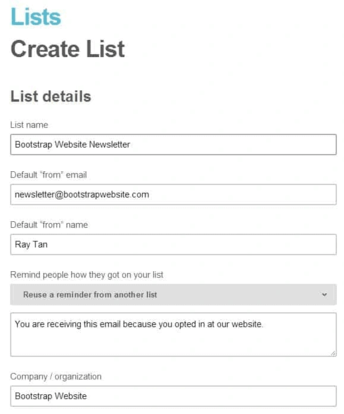 Lists
Create List
List details
List name
Bootstrap Website Newsletter
Default "from" email
newsletter@bootstrapwebsite.com
Default "from" name
Ray Tan
Remind people how they got on your list
Reuse a reminder from another list
You are receiving this email because you opted in at our website.
Company / organization
Bootstrap Website